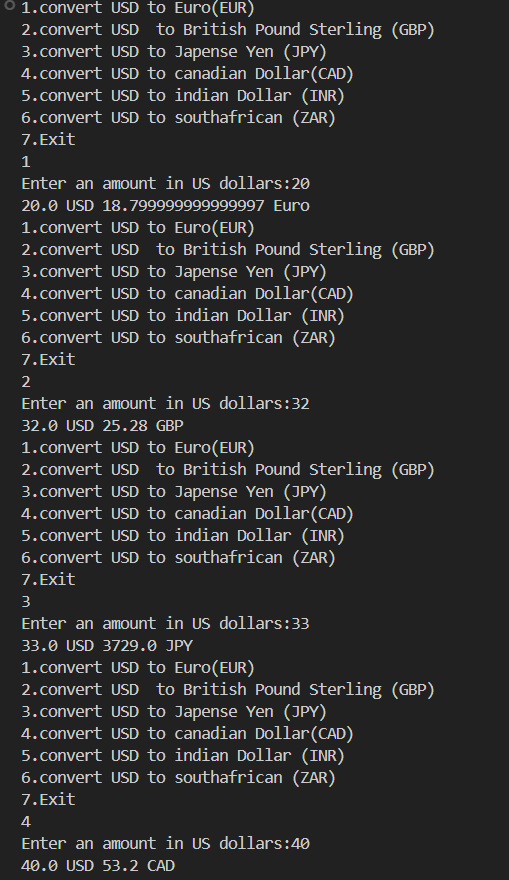 1.convert USD to Euro(EUR)
2.convert USD  to British Pound Sterling (GBP)
3.convert USD to Japense Yen (JPY)
4.convert USD to canadian Dollar(CAD)
5.convert USD to indian Dollar (INR)
6.convert USD to southafrican (ZAR)
7.Exit
1
Enter an amount in US dollars:20
20.0 USD 18.799999999999997 Euro
1.convert USD to Euro(EUR)
2.convert USD  to British Pound Sterling (GBP)
3.convert USD to Japense Yen (JPY)
4.convert USD to canadian Dollar(CAD)
5.convert USD to indian Dollar (INR)
6.convert USD to southafrican (ZAR)
7.Exit
2
Enter an amount in US dollars:32
32.0 USD 25.28 GBP
1.convert USD to Euro(EUR)
2.convert USD  to British Pound Sterling (GBP)
3.convert USD to Japense Yen (JPY)
4.convert USD to canadian Dollar(CAD)
5.convert USD to indian Dollar (INR)
6.convert USD to southafrican (ZAR)
7.Exit
3
Enter an amount in US dollars:33
33.0 USD 3729.0 JPY
1.convert USD to Euro(EUR)
2.convert USD  to British Pound Sterling (GBP)
3.convert USD to Japense Yen (JPY)
4.convert USD to canadian Dollar(CAD)
5.convert USD to indian Dollar (INR)
6.convert USD to southafrican (ZAR)
7.Exit
4
Enter an amount in US dollars:40
40.0 USD 53.2 CAD